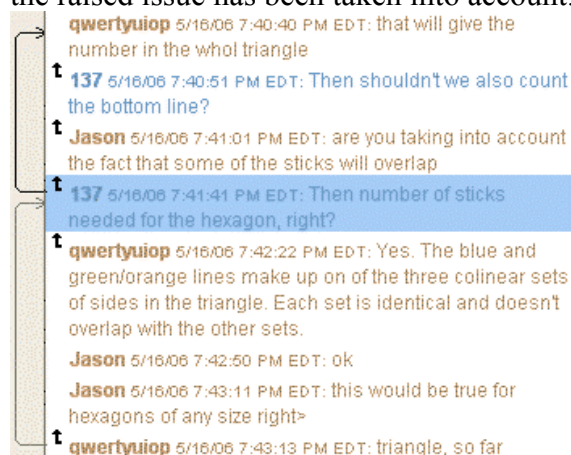 the raised issue has been taken into account.
qwertyuiop 5/16/06 7:40:40 PM EDT: that will give the
number in the whol triangle
137 5/16/06 7:40:51 PM EDT: Then shouldn't we also count
the bottom line?
Jason 5/16/06 7:41:01 PM EDT: are you taking into account
the fact that some of the sticks will overlap
137 5/16/06 7:41:41 PM EDT: Then number of sticks
needed for the hexagon, right?
qwertyuiop 5/16/06 7:42:22 PM EDT: Yes. The blue and
green/orange lines make up on of the three colinear sets
of sides in the triangle. Each set is identical and doesn't
overlap with the other sets.
Jason 5/16/06 7:42:50 PM EDT: ok
Jason 5/16/06 7:43:11 PM EDT: this would be true for
hexagons of any size right>
qwertyuiop 5/16/06 7:43:13 PM EDT: triangle, so far